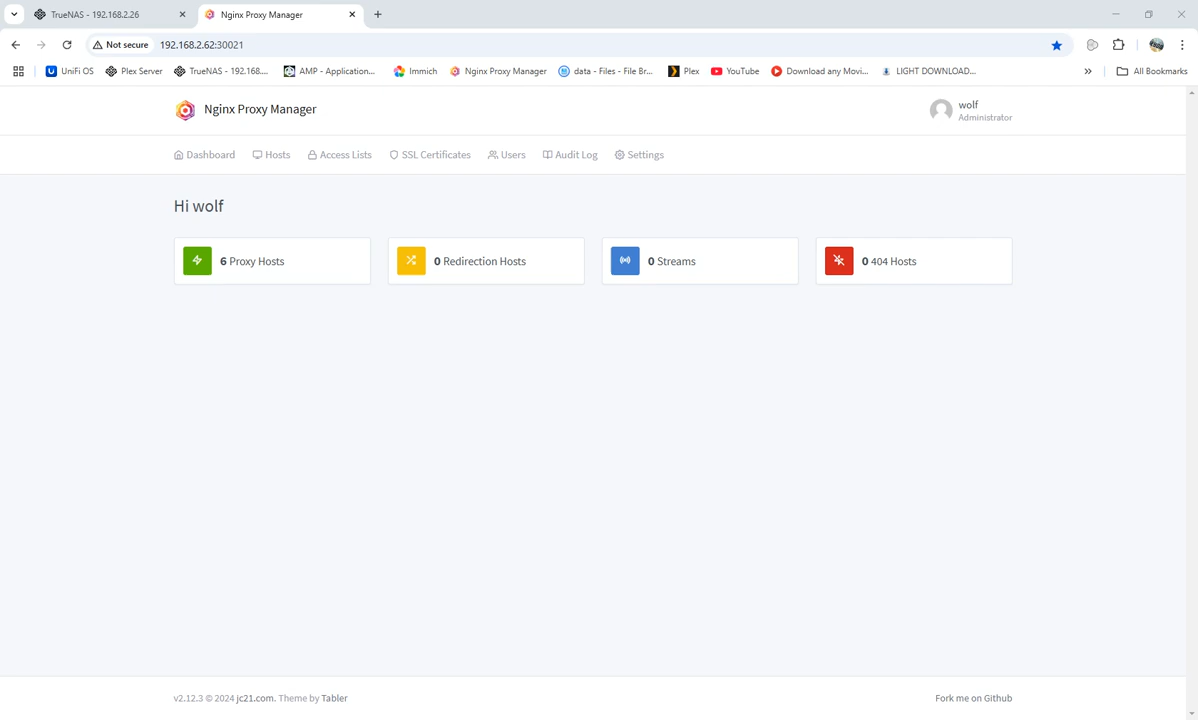 TrueNAS - 192.168.2.26
Nginx Proxy Manager
Not secure
192.168.2.62:30021
UniFi OS
Plex Server
TrueNAS - 192.168....
AMP - Application...
Immich
Nginx Proxy Manager
data - Files - File Br...
Plex
YouTube
Download any Movi...
LIGHT DOWNLOAD...
All Bookmarks
Nginx Proxy Manager
wolf
Administrator
Dashboard
Hosts
Access Lists
SSL Certificates
Users
Audit Log
Settings
Hi wolf
6 Proxy Hosts
0 Redirection Hosts
0 Streams
0 404 Hosts
v2.12.3 © 2024 jc21.com. Theme by Tabler
Fork me on Github